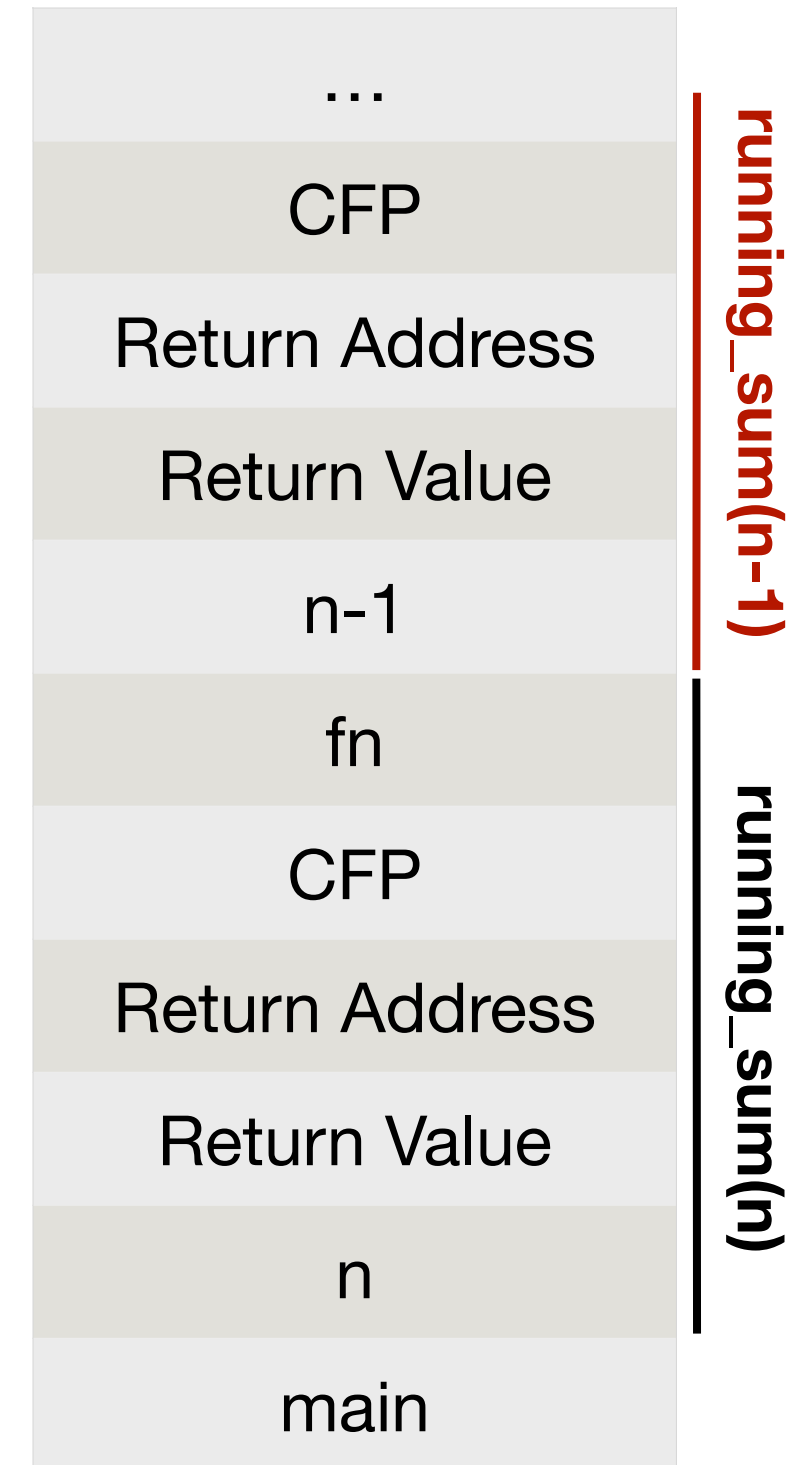 ...
CFP
Return Address
Return Value
n-1
fn
CFP
Return Address
Return Value
n
main
running_sum(n-1)
running_sum(n)